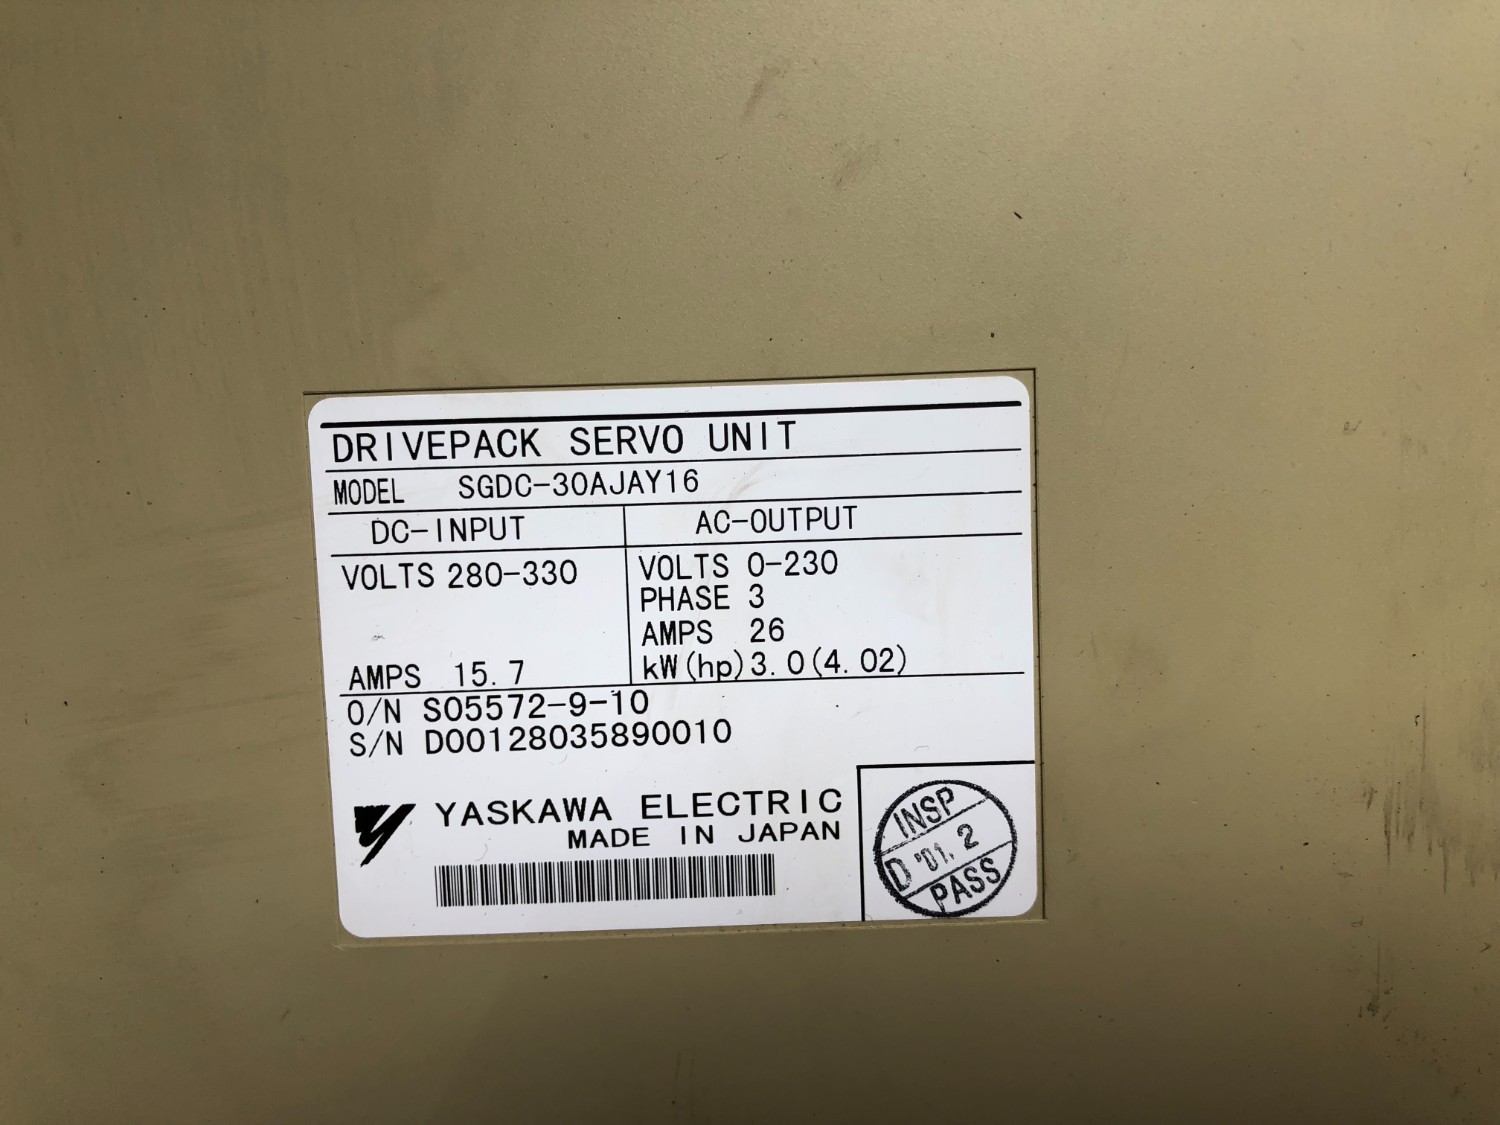 DRIVEPACK SERVO UNIT
MODEL SGDC-30AJAY16
DC-INPUT
VOLTS 280-330
AMPS 15.7
AC-OUTPUT
VOLTS 0-230
PHASE 3
AMPS 26
kW(hp)3.0(4.02)
O/N S05572-9-10
S/N D00128035890010
YASKAWA ELECTRIC
MADE IN JAPAN
INSP
D '01. 2
PASS